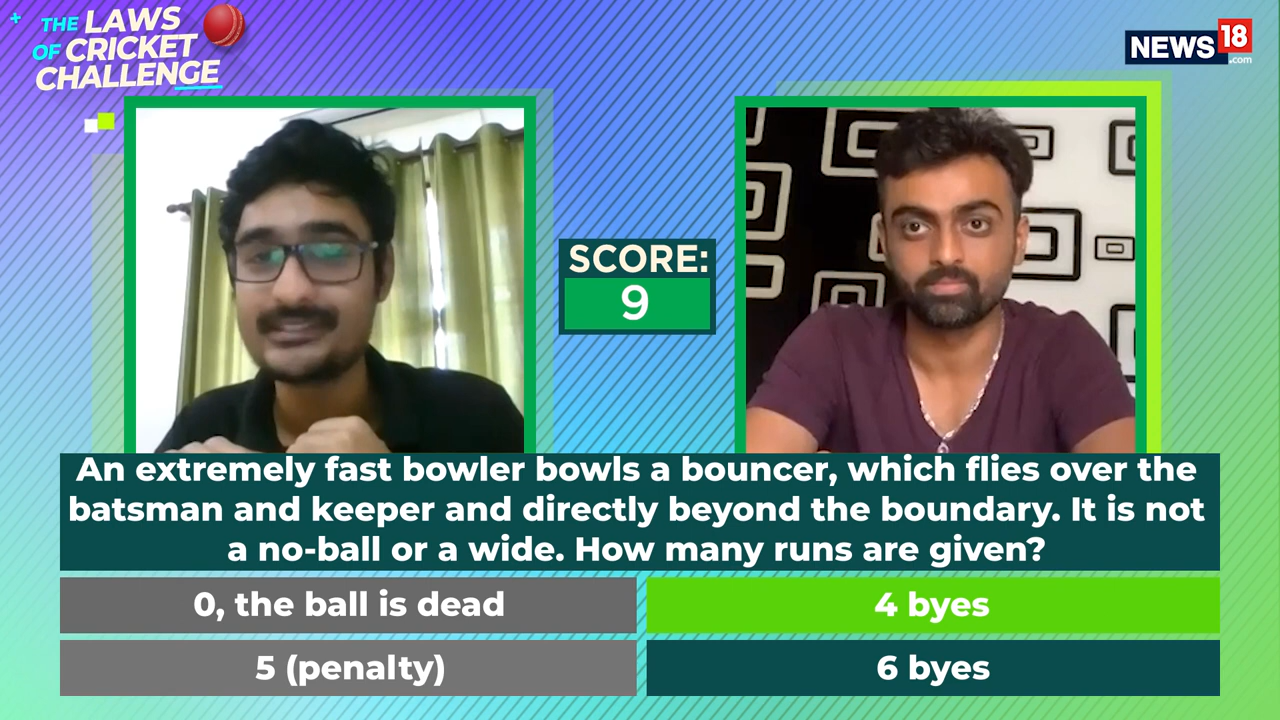 THE LAWS
OF CRICKET
CHALLENGE
NEWS 18
.com
SCORE:
9
An extremely fast bowler bowls a bouncer, which flies over the
batsman and keeper and directly beyond the boundary. It is not
a no-ball or a wide. How many runs are given?
0, the ball is dead
4 byes
5 (penalty)
6 byes